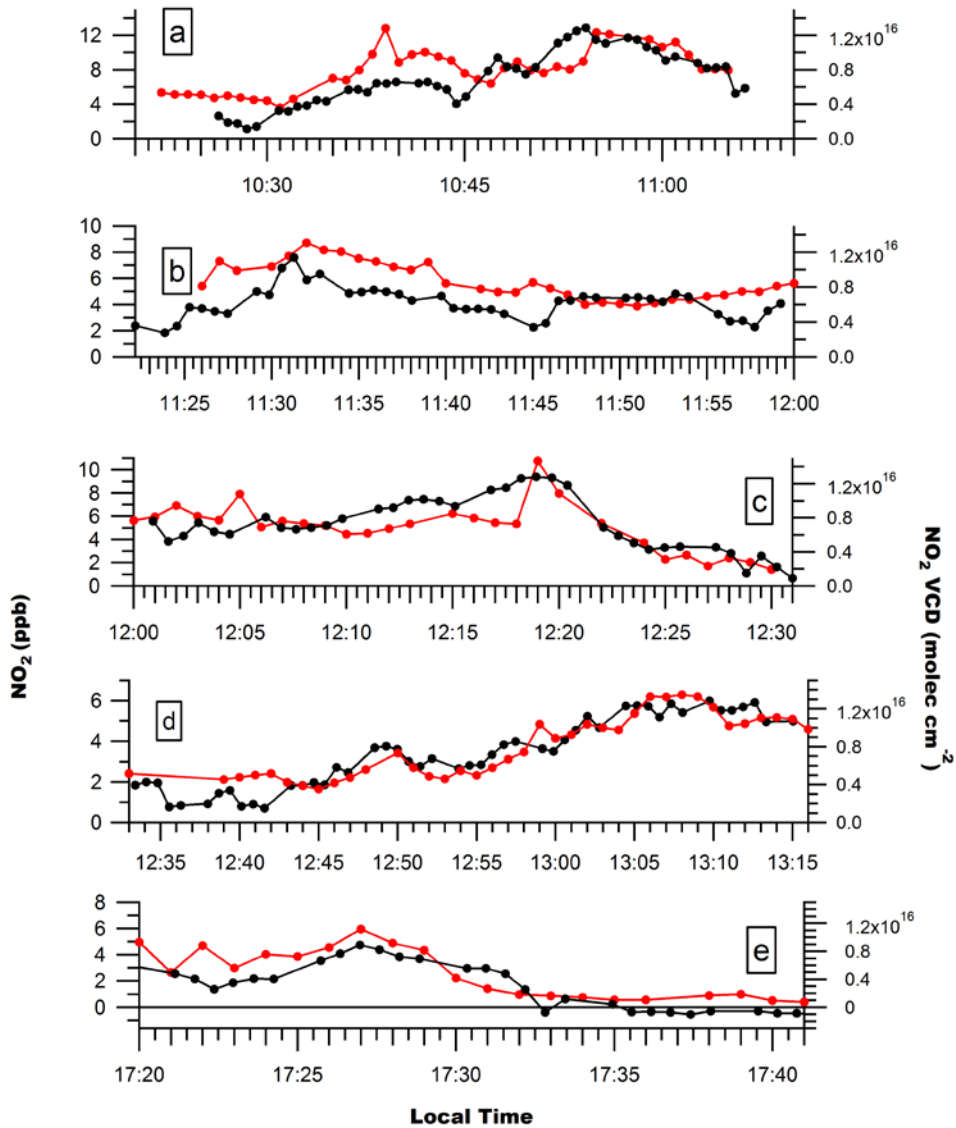 a
12
8
4
0
1.2x10^16
0.8
0.4
0.0
10:30 10:45 11:00
b
10
8
6
4
2
0
1.2x10^16
0.8
0.4
0.0
11:25 11:30 11:35 11:40 11:45 11:50 11:55 12:00
c
10
8
6
4
2
0
1.2x10^16
0.8
0.4
0.0
12:00 12:05 12:10 12:15 12:20 12:25 12:30
d
6
4
2
0
1.2x10^16
0.8
0.4
0.0
12:35 12:40 12:45 12:50 12:55 13:00 13:05 13:10 13:15
e
8
6
4
2
0
1.2x10^16
0.8
0.4
0
17:20 17:25 17:30 17:35 17:40
NO₂ (ppb)
NO₂ VCD (molec cm⁻²)
Local Time